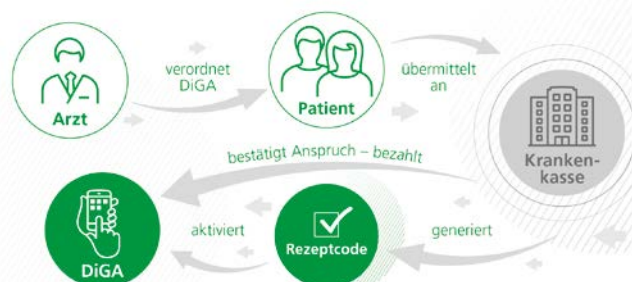 verordnet
DiGA
Arzt
Patient
übermittelt
an
Kranken-
kasse
bestätigt Anspruch – bezahlt
DiGA
aktiviert
Rezeptcode
generiert